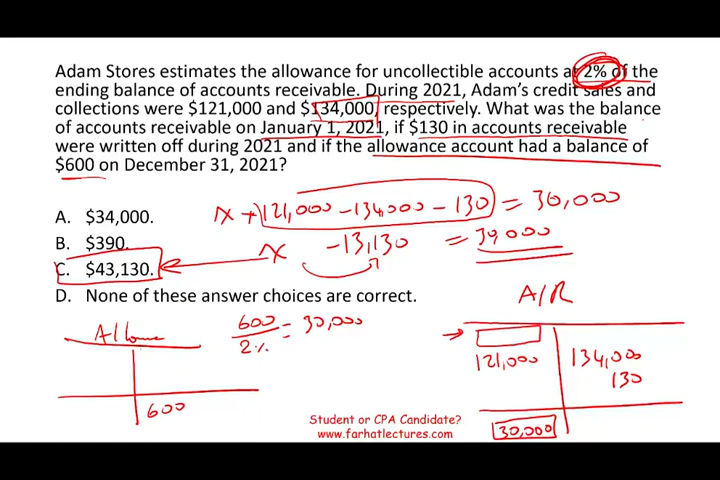 Adam Stores estimates the allowance for uncollectible accounts at 2% of the
ending balance of accounts receivable. During 2021, Adam's credit sales and
collections were $121,000 and $134,000, respectively. What was the balance
of accounts receivable on January 1, 2021, if $130 in accounts receivable
were written off during 2021 and if the allowance account had a balance of
$600 on December 31, 2021?
X + 121,000 - 134,000 - 130 = 30,000
A. $34,000.
B. $390.
X - 13,130 = 30,000
C. $43,130.
D. None of these answer choices are correct.
A/R
600 / 2% = 30,000
121,000 134,000
130
600
30,000
Student or CPA Candidate?
www.farhatlectures.com